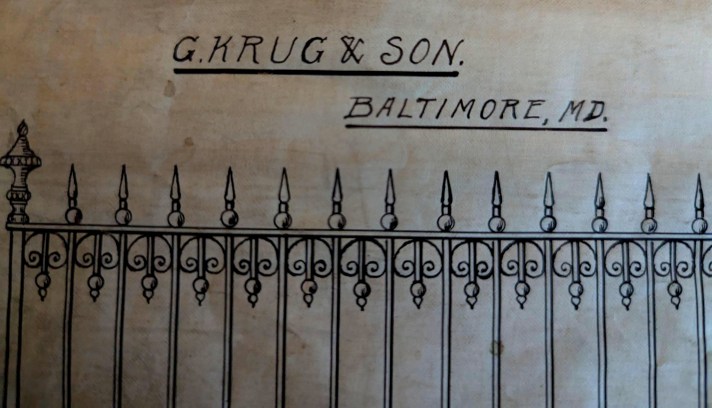 G. KRUG & SON.
BALTIMORE, MD.